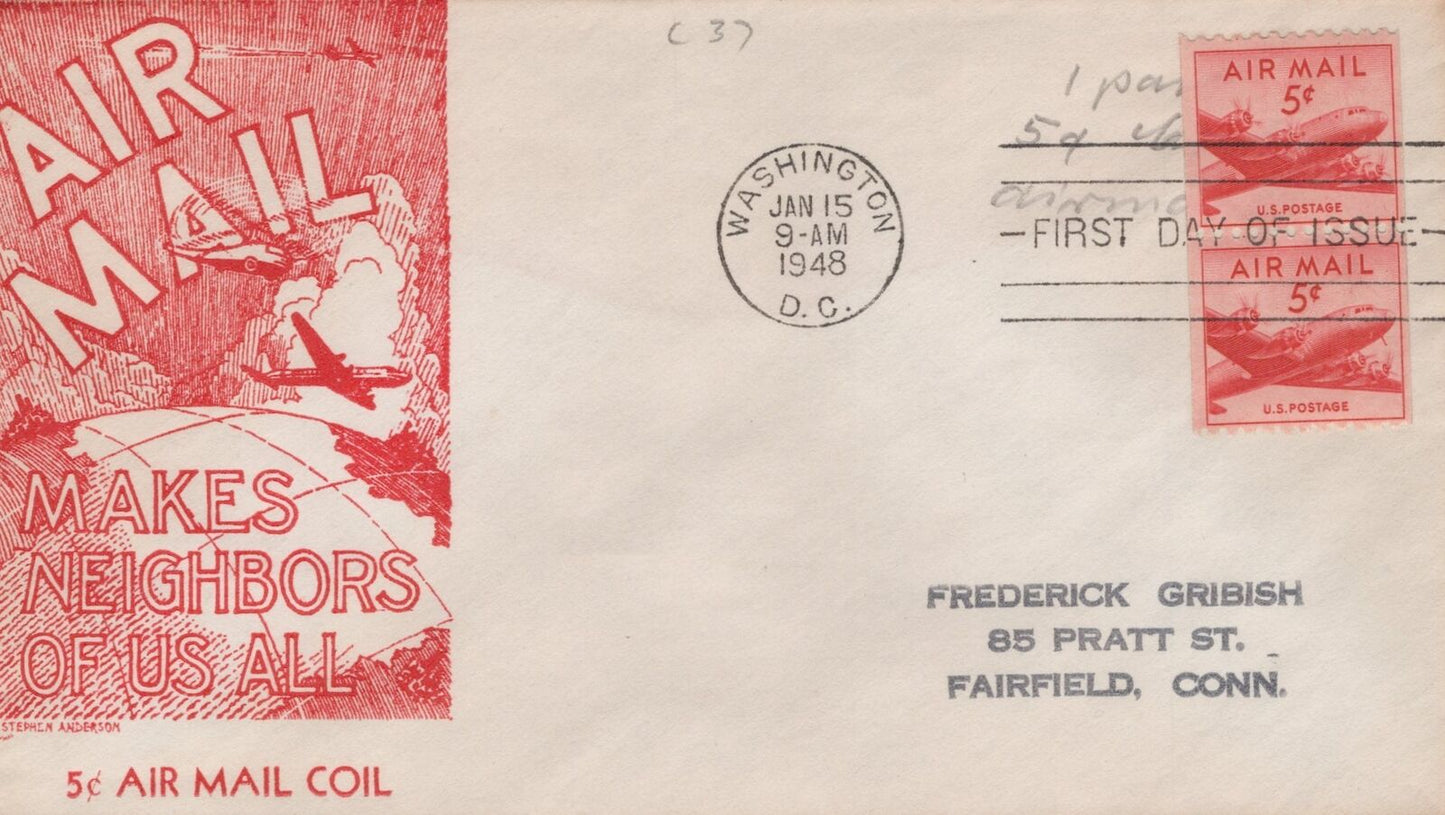 AIR
MAIL
MAKES
NEIGHBORS
OF US ALL
STEPHEN ANDERSON
5¢ AIR MAIL COIL
C 37
1
5¢
WASHINGTON
JAN 15
9-AM
1948
D.C.
AIR MAIL
5¢
U.S. POSTAGE
-FIRST DAY OF ISSUE-
AIR MAIL
5¢
U.S. POSTAGE
FREDERICK GRIBISH
85 PRATT ST.
FAIRFIELD, CONN.